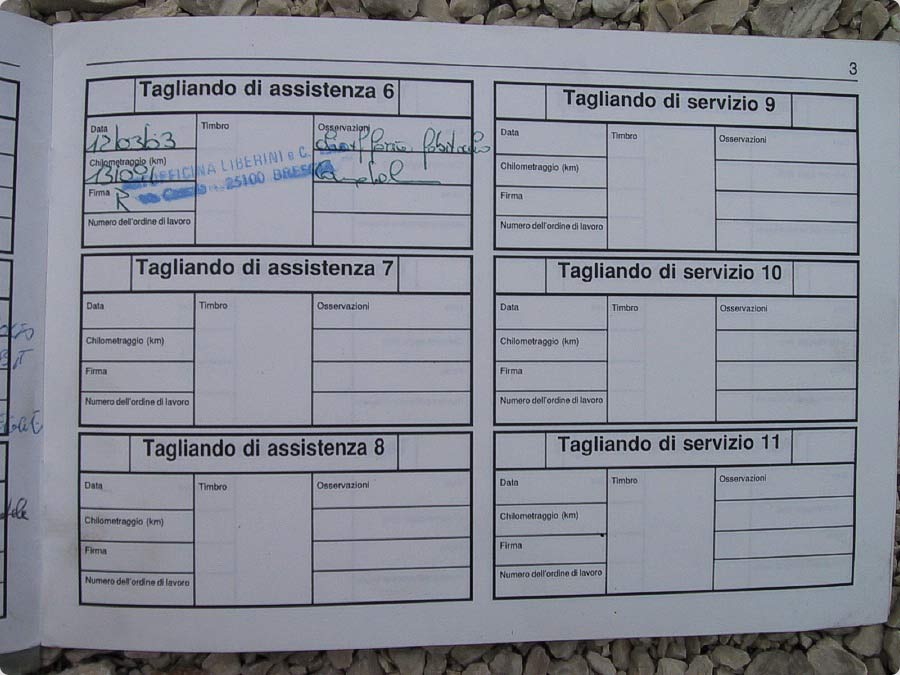 3
Tagliando di assistenza 6
Data
12/03/03
Timbro
Osservazioni
Chilometraggio (km)
OFFICINA LIBERINI e C.
25100
Firma
R
Numero dell'ordine di lavoro
Tagliando di assistenza 7
Data
Timbro
Osservazioni
Chilometraggio (km)
Firma
Numero dell'ordine di lavoro
Tagliando di assistenza 8
Data
Timbro
Osservazioni
Chilometraggio (km)
Firma
Numero dell'ordine di lavoro
Tagliando di servizio 9
Data
Timbro
Osservazioni
Chilometraggio (km)
Firma
Numero dell'ordine di lavoro
Tagliando di servizio 10
Data
Timbro
Osservazioni
Chilometraggio (km)
Firma
Numero dell'ordine di lavoro
Tagliando di servizio 11
Data
Timbro
Osservazioni
Chilometraggio (km)
Firma
Numero dell'ordine di lavoro